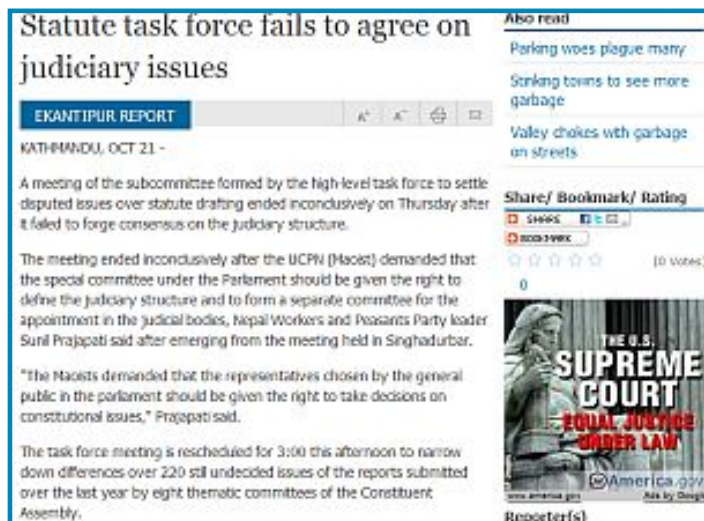 Statute task force fails to agree on
judiciary issues
EKANTIPUR REPORT
KATHMANDU, OCT 21 -
A meeting of the subcommittee formed by the high-level task force to settle
disputed issues over statute drafting ended inconclusively on Thursday after
it failed to forge consensus on the judiciary structure.
The meeting ended inconclusively after the UCPN (Maoist) demanded that
the special committee under the Parliament should be given the right to
define the judiciary structure and to form a separate committee for the
appointment in the judicial bodies, Nepal Workers and Peasants Party leader
Sunil Prajapati said after emerging from the meeting held in Singhadurbar.
"The Maoists demanded that the representatives chosen by the general
public in the parliament should be given the right to take decisions on
constitutional issues," Prajapati said.
The task force meeting is rescheduled for 3:00 this afternoon to narrow
down differences over 220 still undecided issues of the reports submitted
over the last year by eight thematic committees of the Constituent
Assembly.
Also read
Parking woes plague many
Stinking towns to see more
garbage
Valley chokes with garbage
on streets
Share/ Bookmark/ Rating
SHARE
BOOKMARK
(0 Votes)
0
THE U.S.
SUPREME
COURT
EQUAL JUSTICE
UNDER LAW
America.gov
www.america.gov
Ads by Google
Reporter(s)